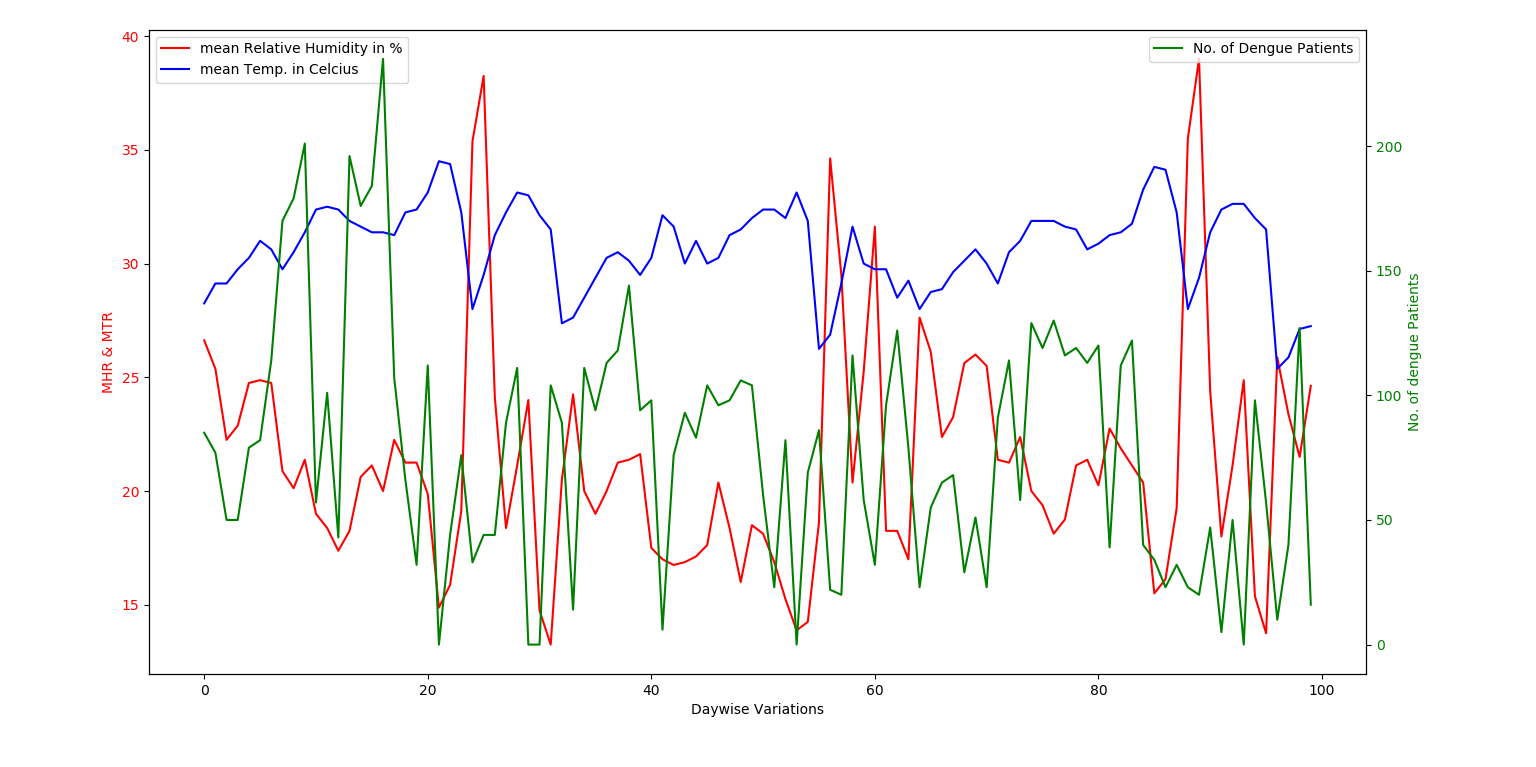 mean Relative Humidity in %
mean Temp. in Celcius
No. of Dengue Patients
40
35
30
25
20
15
MHR & MTR
200
150
100
50
0
No. of dengue Patients
0
20
40
60
80
100
Daywise Variations